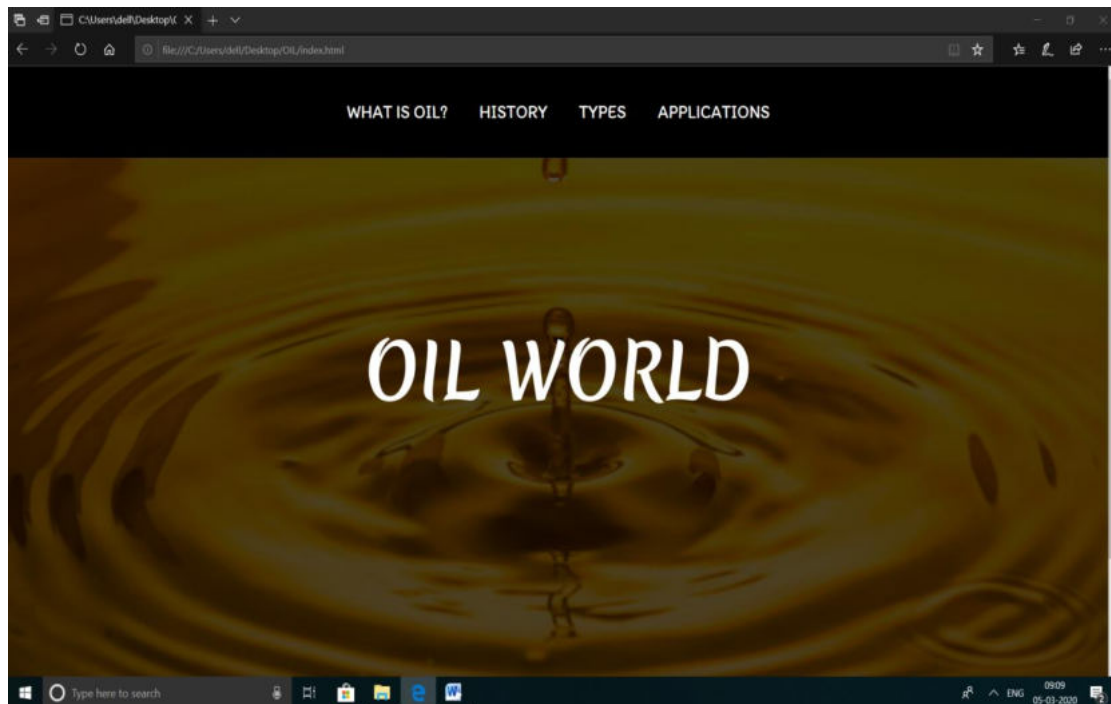 C:\Users\dell\Desktop\
file:///C:/Users/dell/Desktop/OIL/index.html
WHAT IS OIL? HISTORY TYPES APPLICATIONS
OIL WORLD
Type here to search
ENG
09:09
05-03-2020